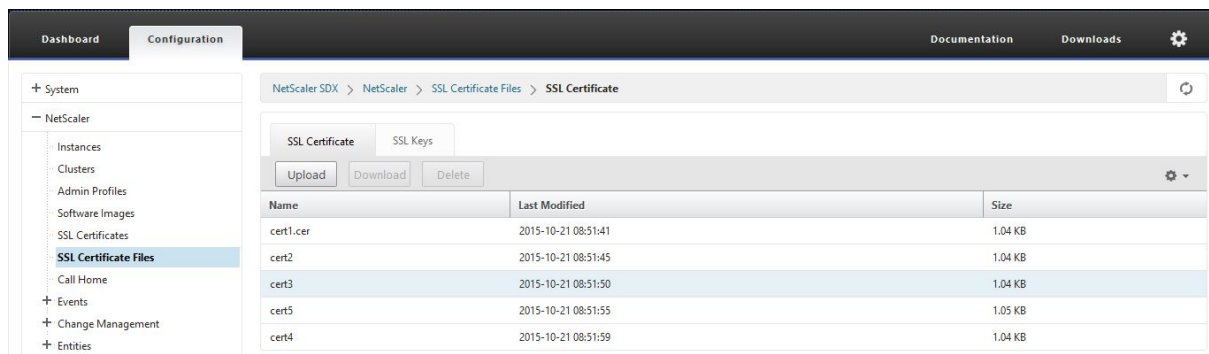 Dashboard Configuration Documentation Downloads
+ System
NetScaler SDX > NetScaler > SSL Certificate Files > SSL Certificate
− NetScaler
Instances
Clusters
Admin Profiles
Software Images
SSL Certificates
SSL Certificate Files
Call Home
+ Events
+ Change Management
+ Entities
SSL Certificate SSL Keys
Upload Download Delete
Name Last Modified Size
cert1.cer 2015-10-21 08:51:41 1.04 KB
cert2 2015-10-21 08:51:45 1.04 KB
cert3 2015-10-21 08:51:50 1.04 KB
cert5 2015-10-21 08:51:55 1.05 KB
cert4 2015-10-21 08:51:59 1.04 KB